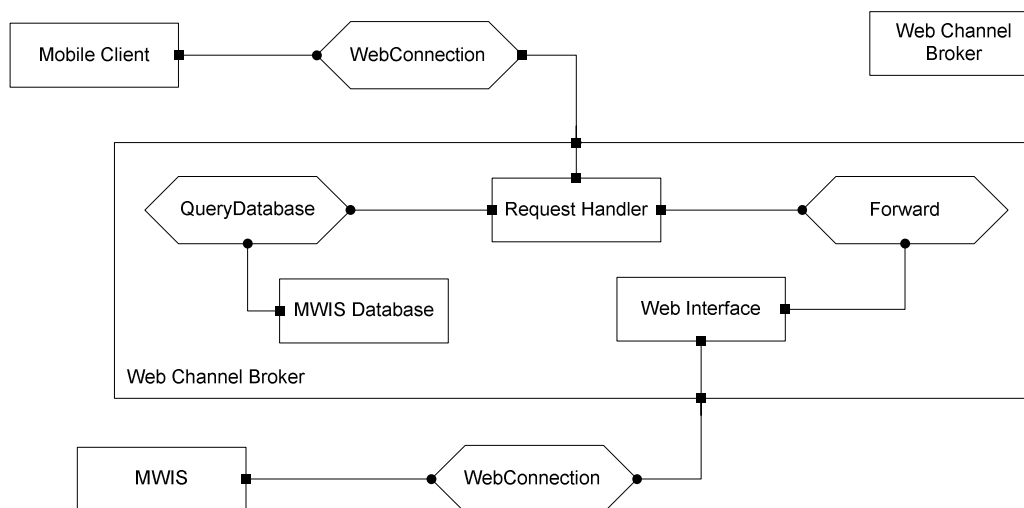 Mobile Client
WebConnection
Web Channel
Broker
QueryDatabase
Request Handler
Forward
MWIS Database
Web Interface
Web Channel Broker
MWIS
WebConnection